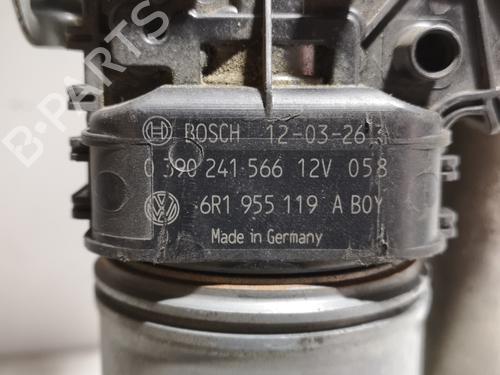 BOSCH 12-03-26
0 390 241 566 12V 058
6R1 955 119 A BOY
Made in Germany
B-PARTS